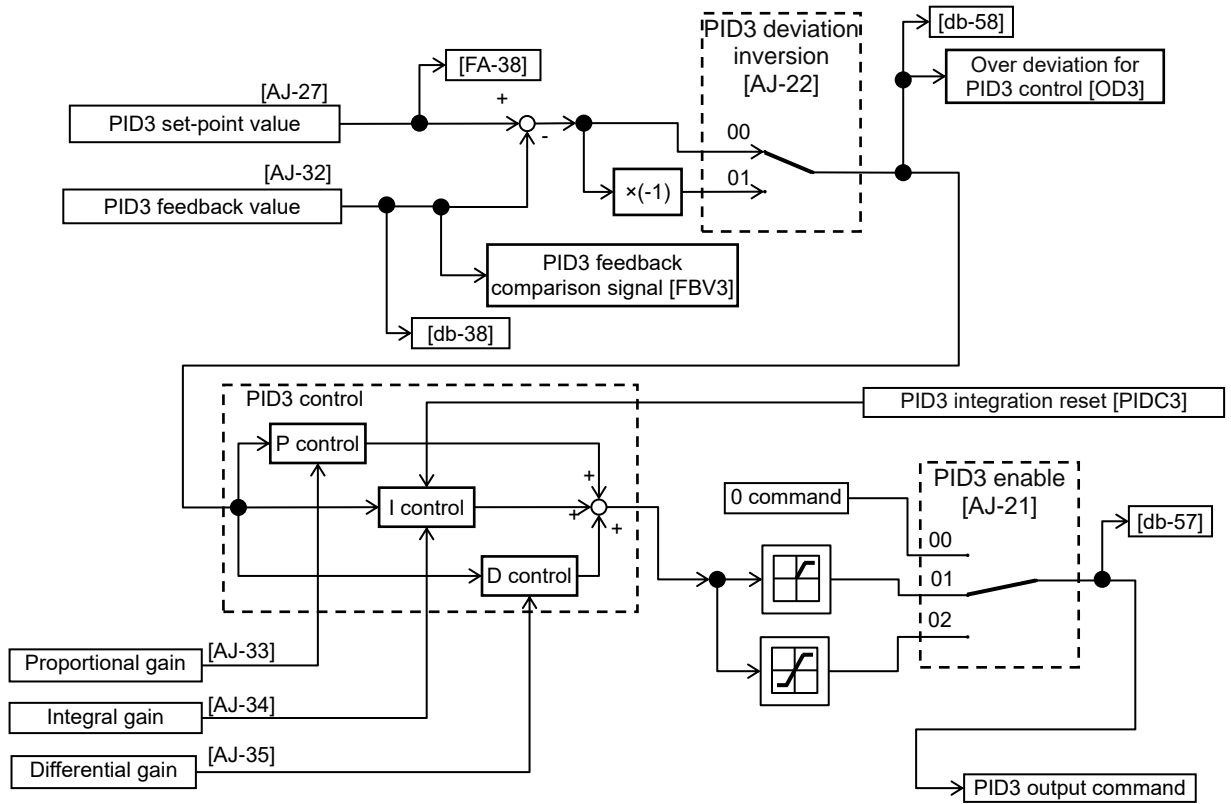 PID3 deviation
inversion
[AJ-22]
[db-58]
[FA-38]
Over deviation for
PID3 control [OD3]
[AJ-27]
PID3 set-point value
+
-
00
01
×(-1)
[AJ-32]
PID3 feedback value
PID3 feedback
comparison signal [FBV3]
[db-38]
PID3 control
PID3 integration reset [PIDC3]
P control
I control
D control
+
+
+
0 command
PID3 enable
[AJ-21]
00
01
02
[db-57]
[AJ-33]
Proportional gain
[AJ-34]
Integral gain
[AJ-35]
Differential gain
PID3 output command